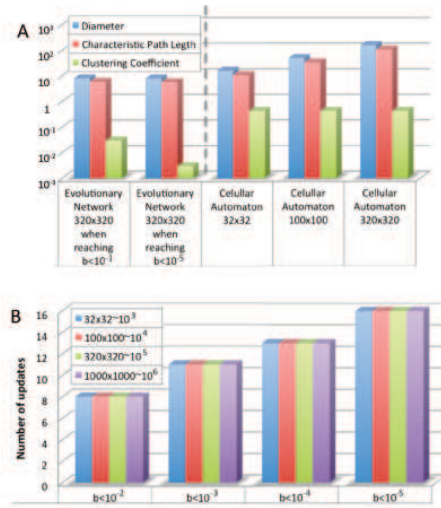 A
Diameter
Characteristic Path Legth
Clustering Coefficient
10³
10²
10
1
10⁻¹
10⁻²
10⁻³
Evolutionary Network 320x320 when reaching b<10⁻¹
Evolutionary Network 320x320 when reaching b<10⁻⁵
Celullar Automaton 32x32
Celullar Automaton 100x100
Cellular Automaton 320x320
B
32x32~10³
100x100~10⁴
320x320~10⁵
1000x1000~10⁶
Number of updates
16
14
12
10
8
6
4
2
0
b<10⁻²
b<10⁻³
b<10⁻⁴
b<10⁻⁵